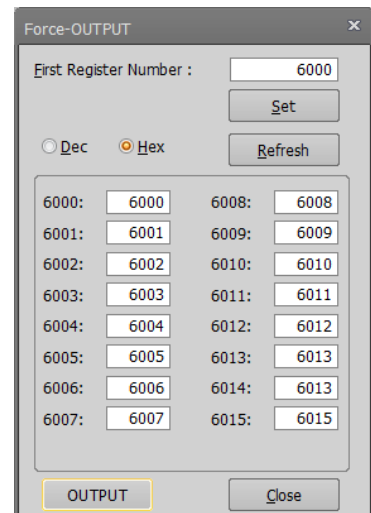 Force-OUTPUT x
First Register Number : 6000
Set
Dec Hex Refresh
6000: 6000 6008: 6008
6001: 6001 6009: 6009
6002: 6002 6010: 6010
6003: 6003 6011: 6011
6004: 6004 6012: 6012
6005: 6005 6013: 6013
6006: 6006 6014: 6013
6007: 6007 6015: 6015
OUTPUT Close